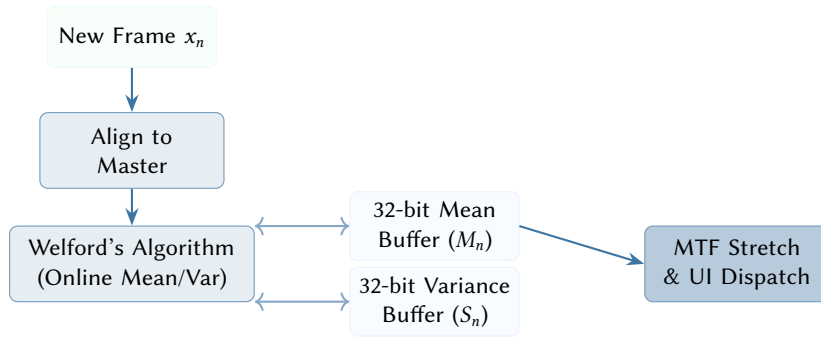 New Frame xₙ
Align to
Master
Welford's Algorithm
(Online Mean/Var)
32-bit Mean
Buffer (Mₙ)
32-bit Variance
Buffer (Sₙ)
MTF Stretch
& UI Dispatch